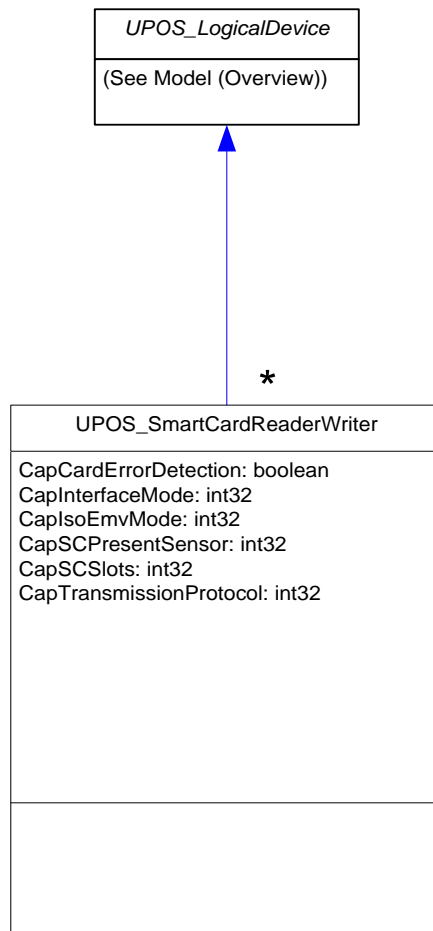 UPOS_LogicalDevice
(See Model (Overview))
*
UPOS_SmartCardReaderWriter
CapCardErrorDetection: boolean
CapInterfaceMode: int32
CapIsoEmvMode: int32
CapSCPresentSensor: int32
CapSCSlots: int32
CapTransmissionProtocol: int32